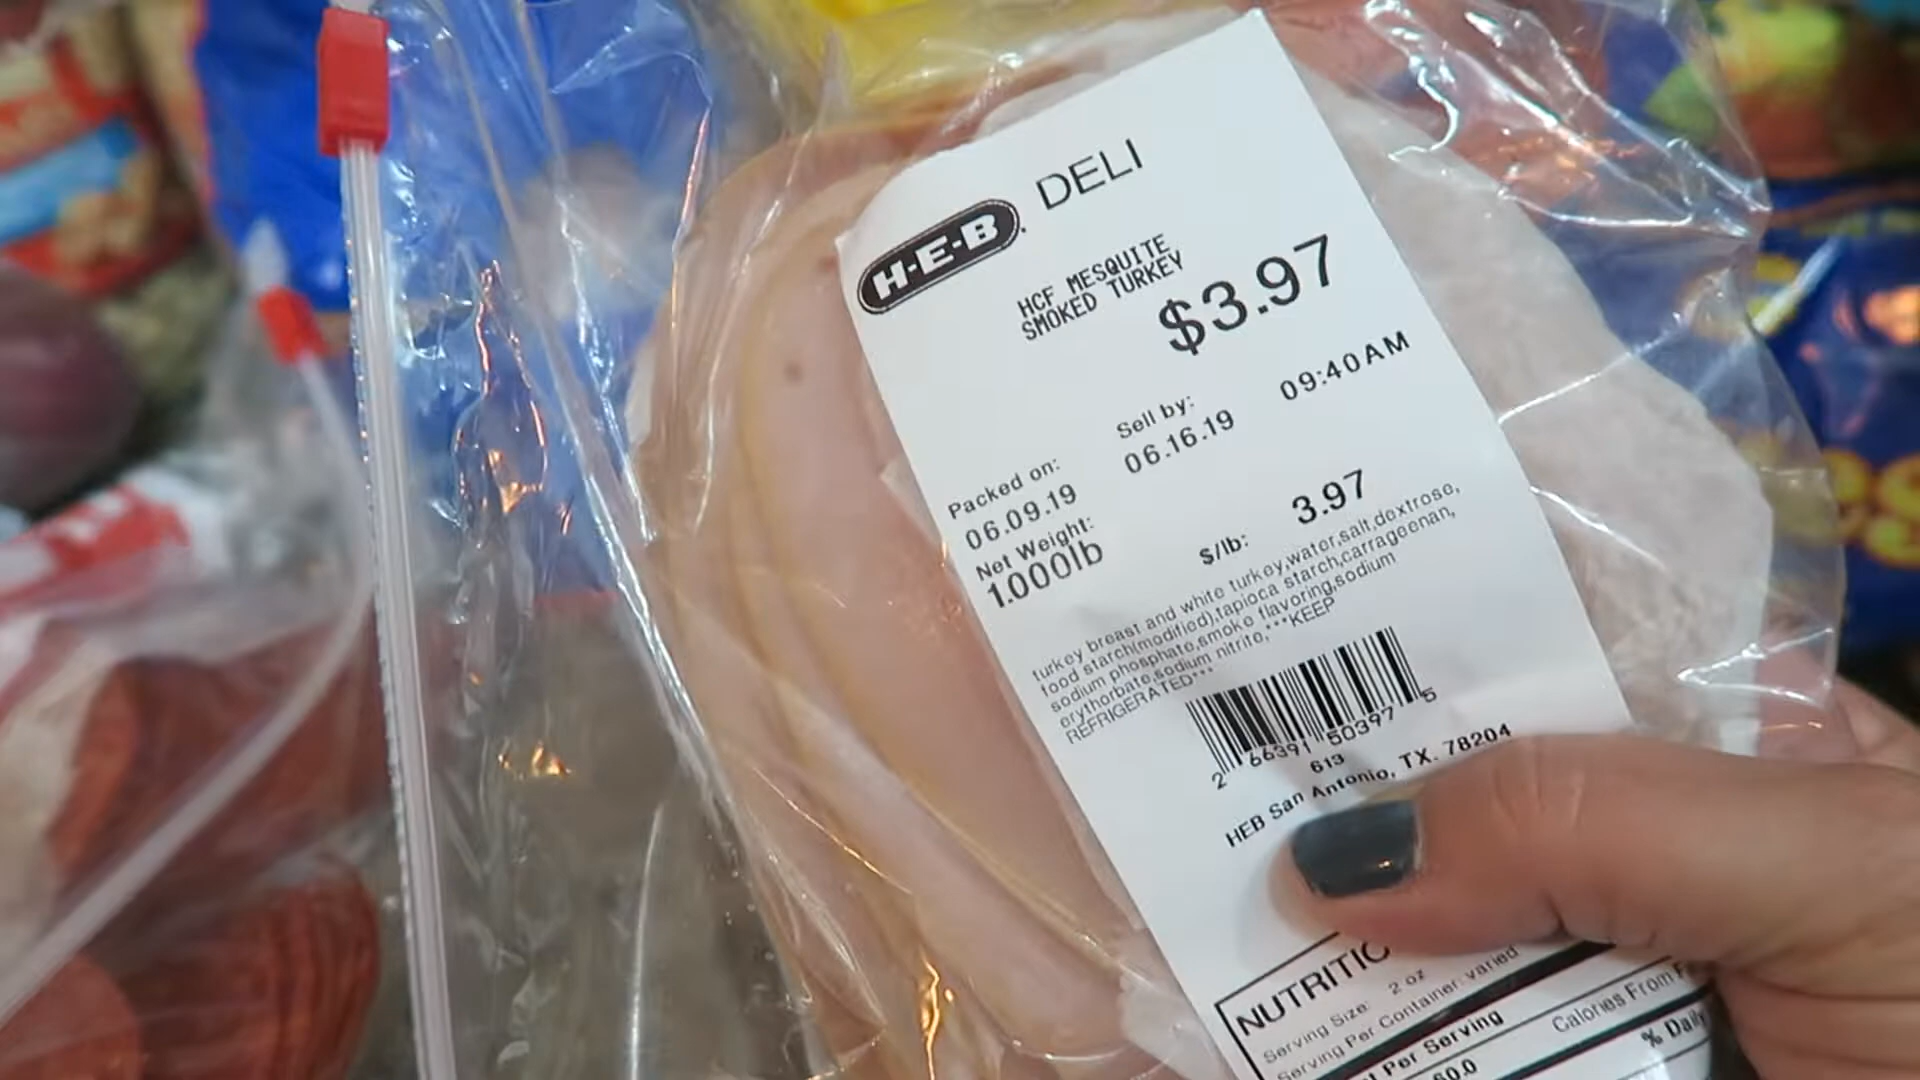 H-E-B DELI
HCF MESQUITE
SMOKED TURKEY
$3.97
Sell by:
09:40AM
06.16.19
Packed on:
06.09.19
Net Weight:
1.000lb
$/lb:
3.97
turkey breast and white turkey,water,salt,dextrose,
food starch(modified),tapioca starch,carrageenan,
sodium phosphate,smoke flavoring,sodium
erythorbate,sodium nitrite,***KEEP
REFRIGERATED***
2 66391 50397 5
613
HEB San Antonio, TX. 78204
NUTRITIO
Serving Size: 2 oz
Serving Per Container: varied
Per Serving
60.0
Calories From F
% Daily